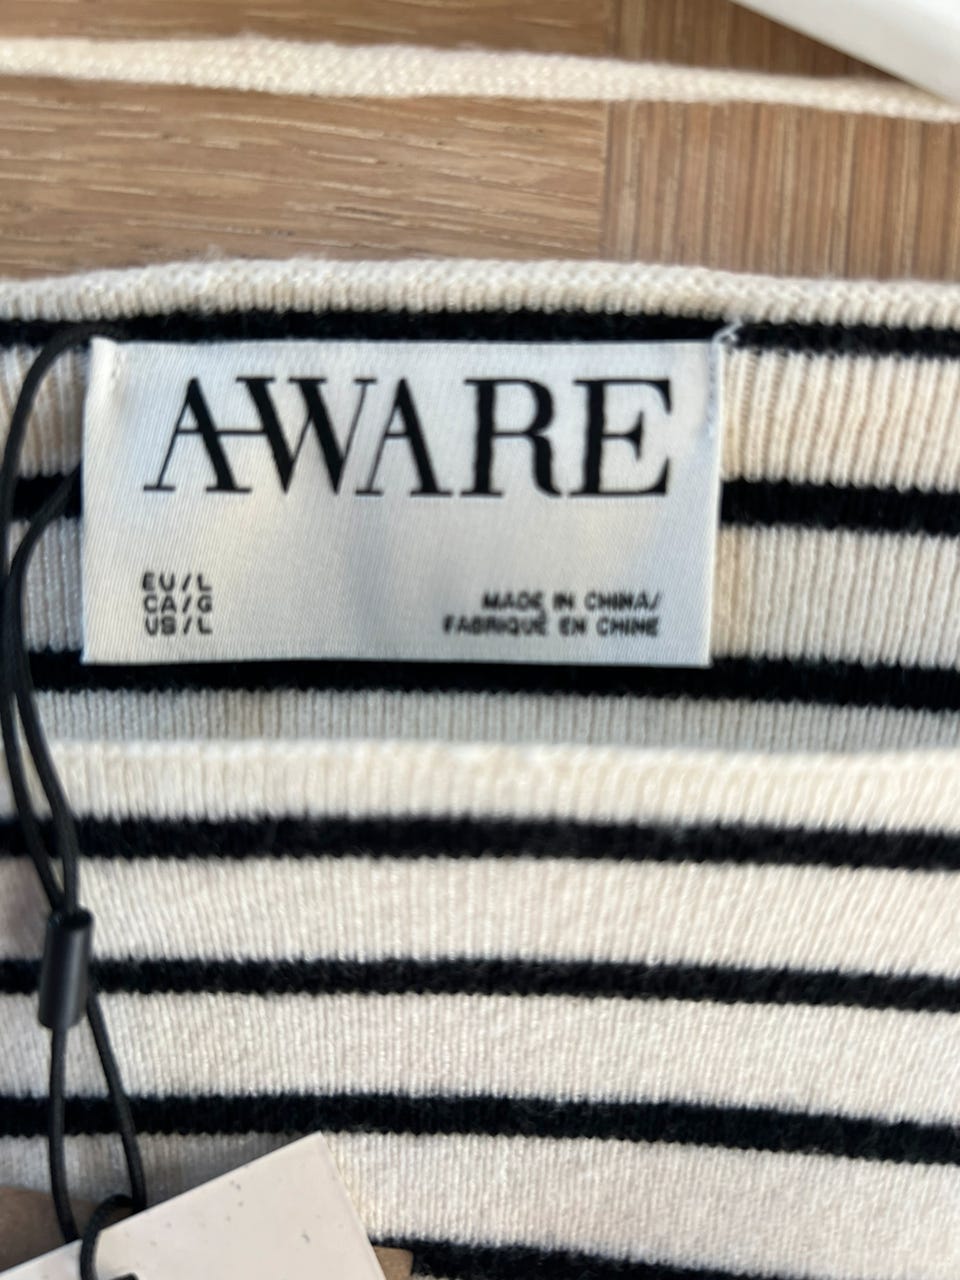 AWARE
EU/L
CA/G
US/L
MADE IN CHINA/
FABRIQUÉ EN CHINE